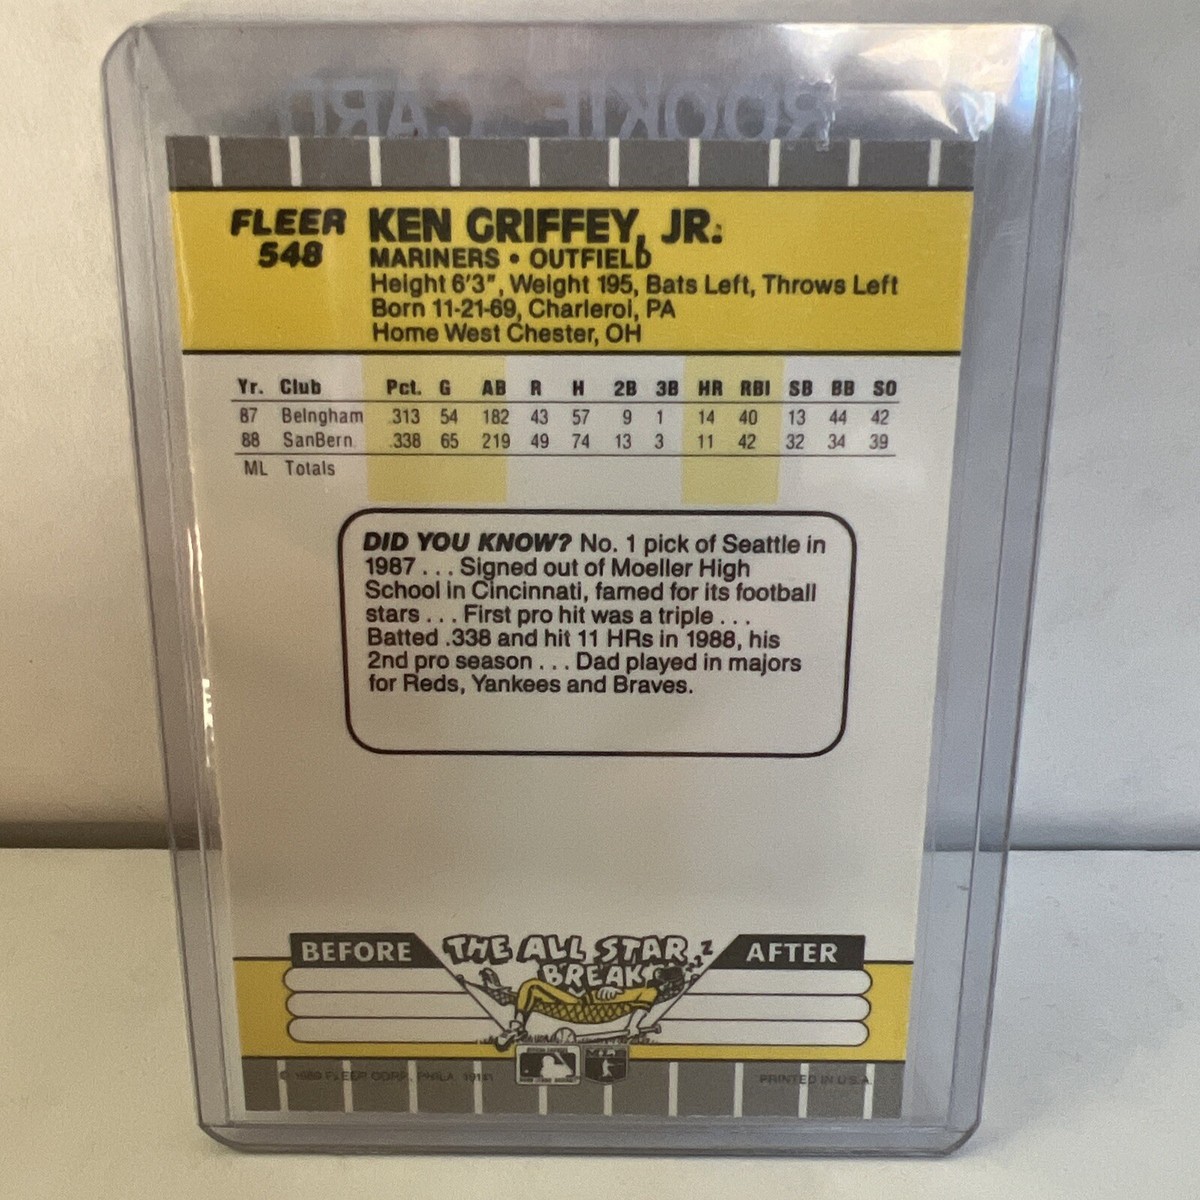 ROOKIE CARD
FLEER
548
KEN GRIFFEY, JR.
MARINERS • OUTFIELD
Height 6'3", Weight 195, Bats Left, Throws Left
Born 11-21-69, Charleroi, PA
Home West Chester, OH
Yr. Club Pct. G AB R H 2B 3B HR RBI SB BB SO
87 Belngham .313 54 182 43 57 9 1 14 40 13 44 42
88 SanBern .338 65 219 49 74 13 3 11 42 32 34 39
ML Totals
DID YOU KNOW? No. 1 pick of Seattle in
1987 . . . Signed out of Moeller High
School in Cincinnati, famed for its football
stars . . . First pro hit was a triple . . .
Batted .338 and hit 11 HRs in 1988, his
2nd pro season . . . Dad played in majors
for Reds, Yankees and Braves.
BEFORE
THE ALL STAR
BREAK
Z
Z
Z
AFTER
© 1989 FLEER CORP., PHILA. 19141
PRINTED IN U.S.A.